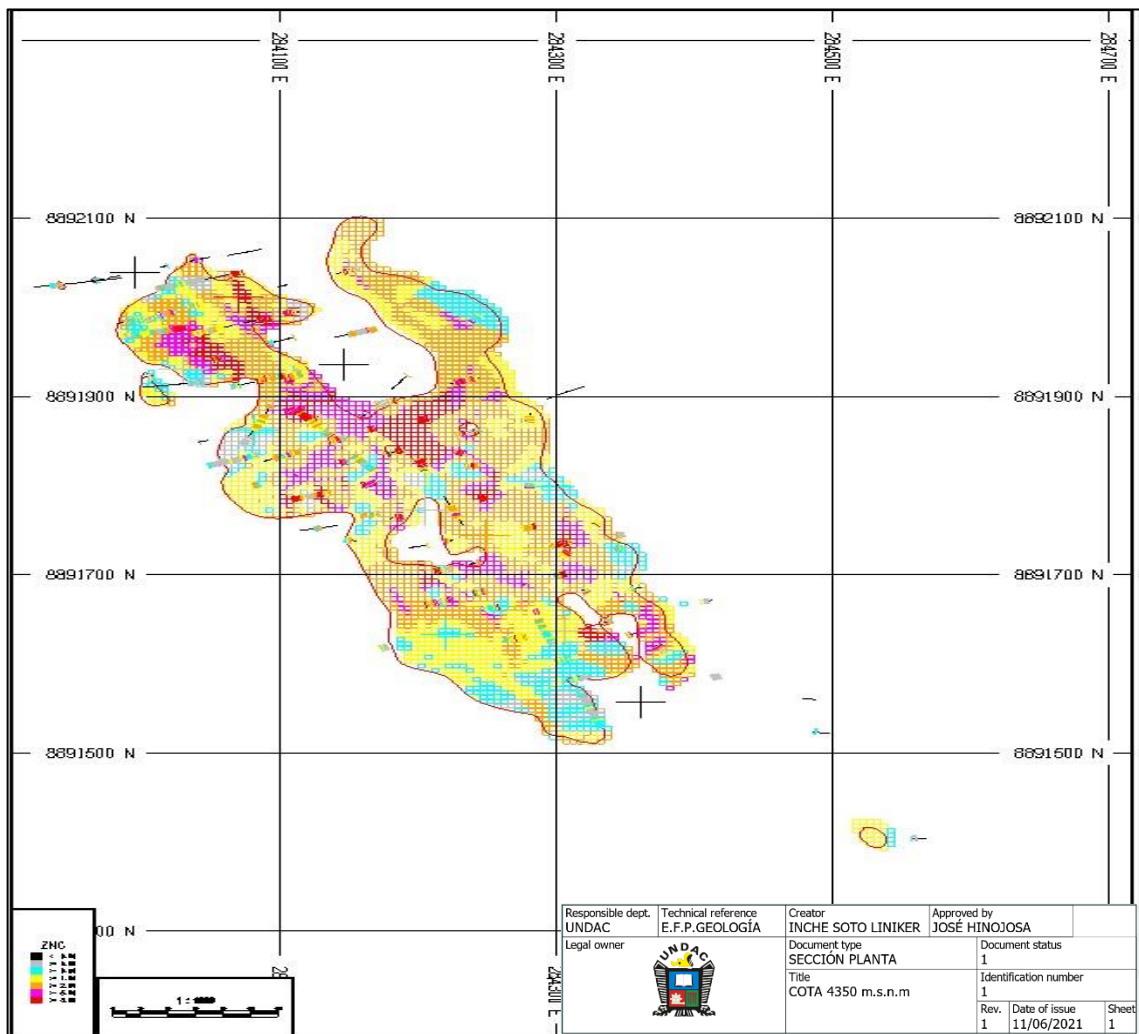 284100 E
284300 E
284500 E
284700 E
8892100 N
8892100 N
8891900 N
8891900 N
8891700 N
8891700 N
8891500 N
8891500 N
00 N
ZNC
Responsible dept.
UNDAC
Technical reference
E.F.P.GEOLOGÍA
Creator
INCHE SOTO LINIKER
Approved by
JOSÉ HINOJOSA
Legal owner
UNDAC
Document type
SECCIÓN PLANTA
Document status
1
Title
COTA 4350 m.s.n.m
Identification number
1
Rev.
1
Date of issue
11/06/2021
Sheet
1